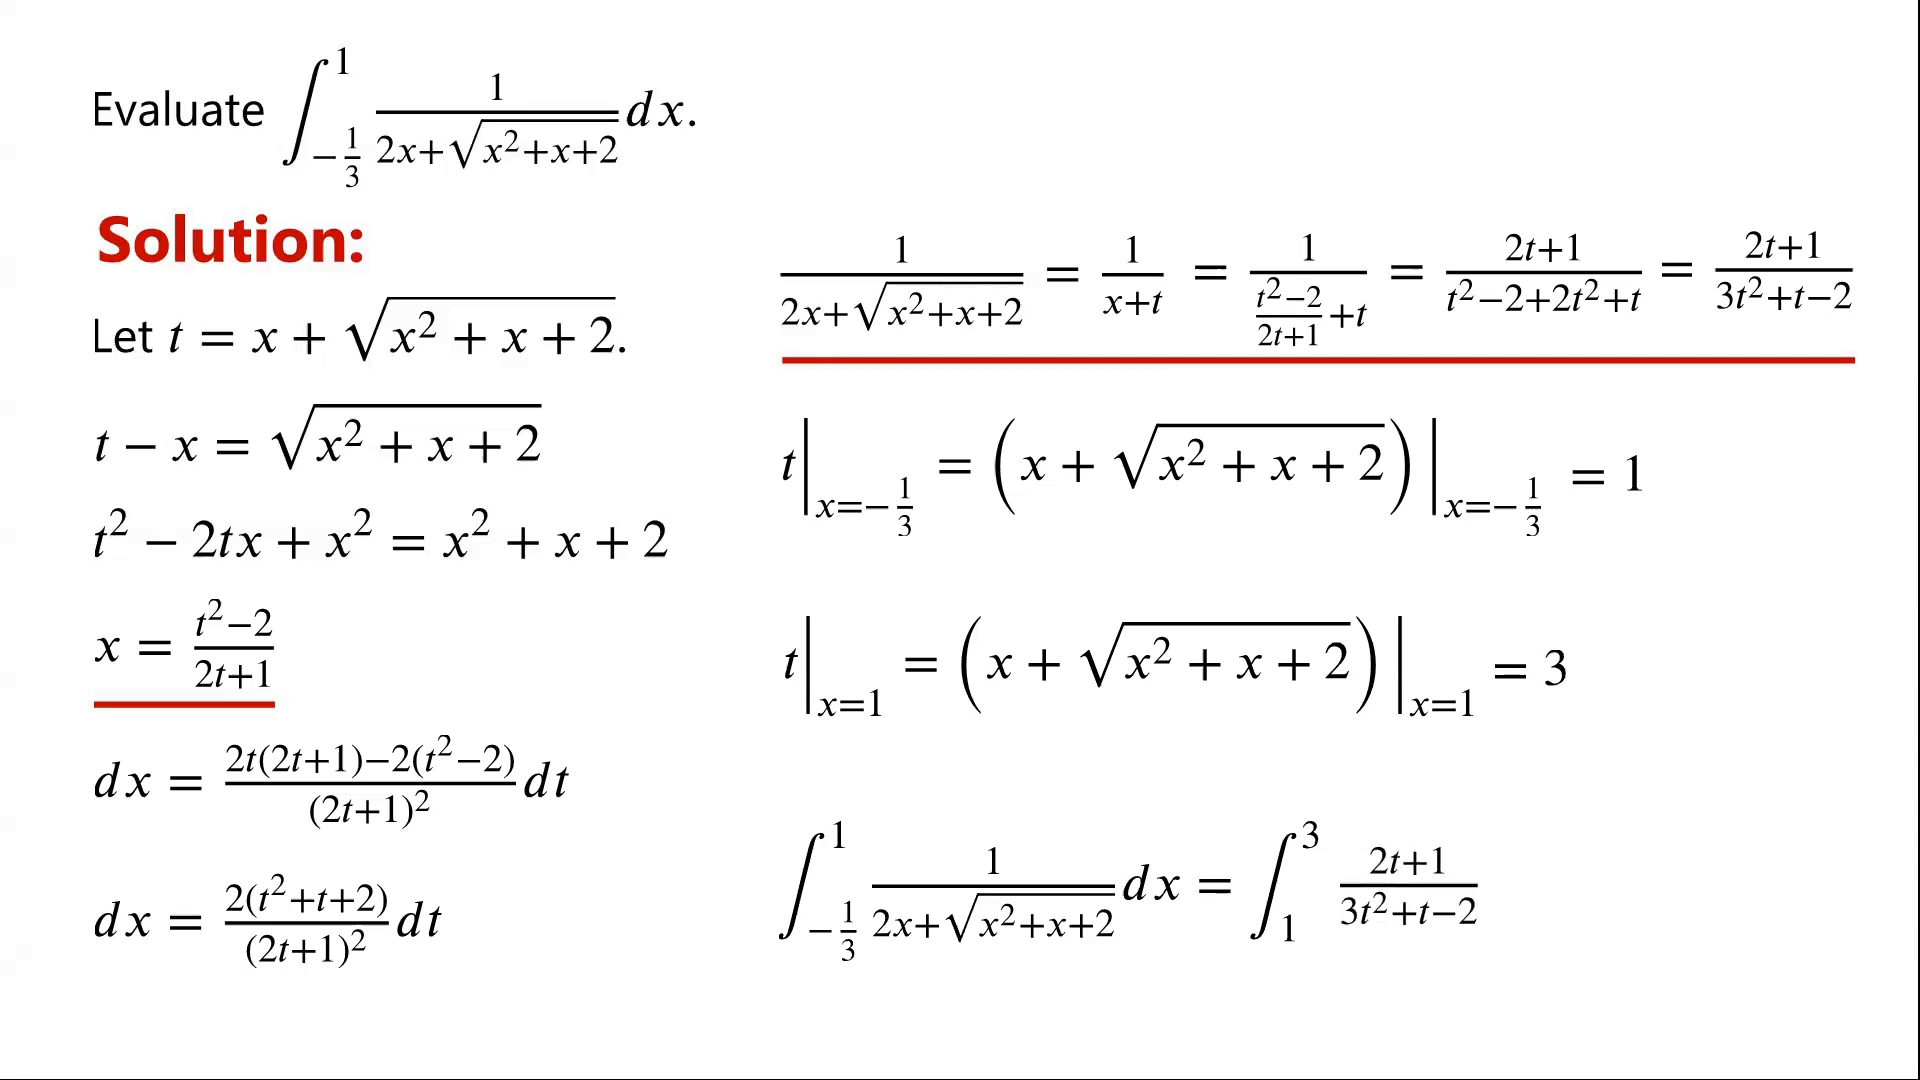 Evaluate ∫_{-1/3}^{1} 1/(2x+√(x²+x+2)) dx.
Solution:
Let t = x + √(x² + x + 2).
t − x = √(x² + x + 2)
t² − 2tx + x² = x² + x + 2
x = (t²−2)/(2t+1)
dx = (2t(2t+1)−2(t²−2))/(2t+1)² dt
dx = 2(t²+t+2)/(2t+1)² dt
1/(2x+√(x²+x+2)) = 1/(x+t) = 1/((t²−2)/(2t+1)+t) = (2t+1)/(t²−2+2t²+t) = (2t+1)/(3t²+t−2)
t|_{x=−1/3} = (x + √(x² + x + 2))|_{x=−1/3} = 1
t|_{x=1} = (x + √(x² + x + 2))|_{x=1} = 3
∫_{-1/3}^{1} 1/(2x+√(x²+x+2)) dx = ∫_{1}^{3} (2t+1)/(3t²+t−2)